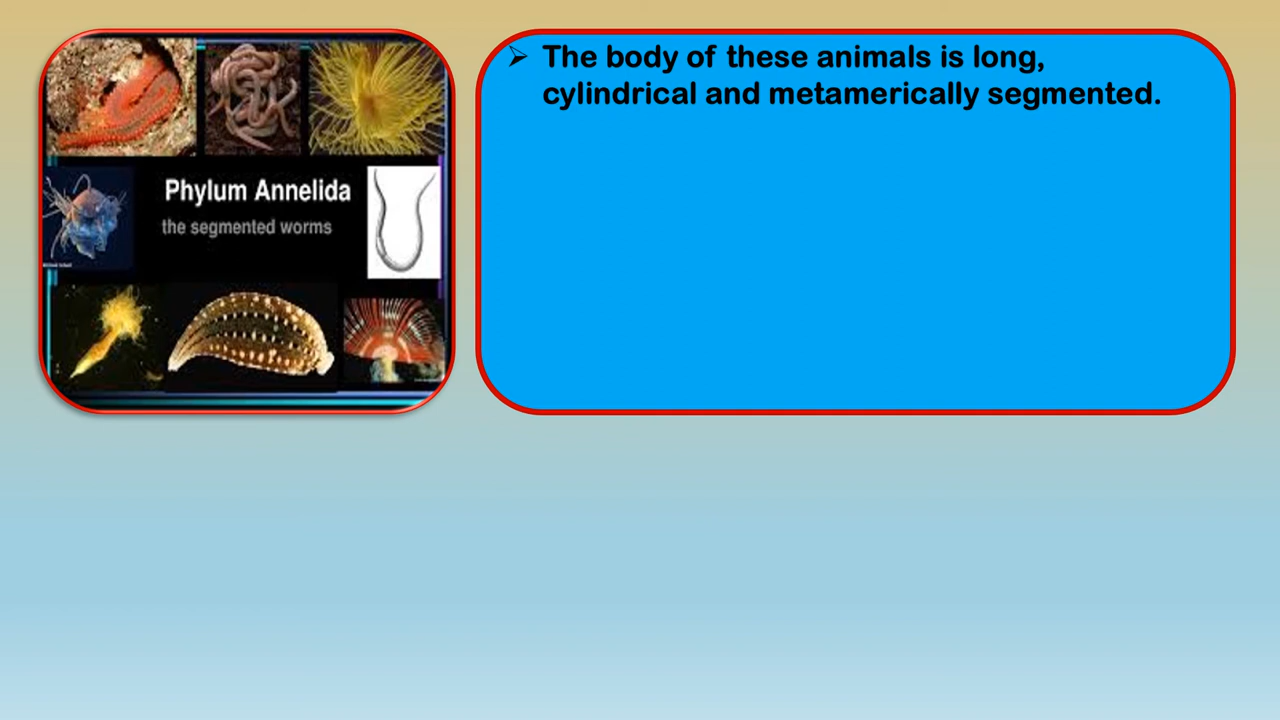 Phylum Annelida
the segmented worms
➢ The body of these animals is long,
cylindrical and metamerically segmented.